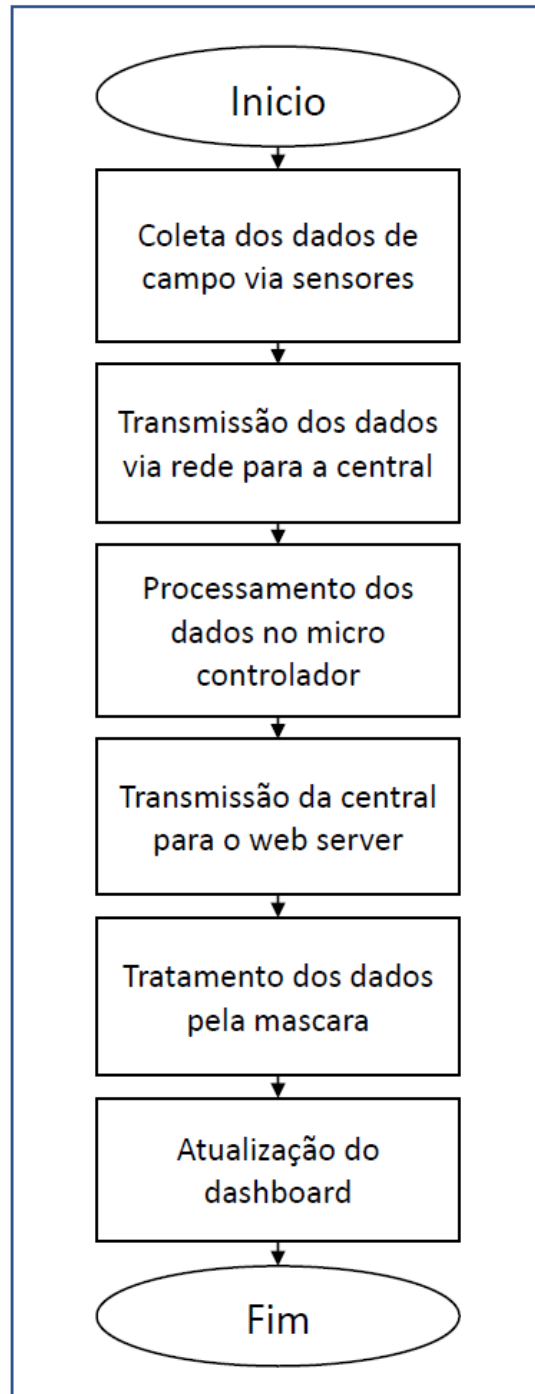 Inicio
Coleta dos dados de
campo via sensores
Transmissão dos dados
via rede para a central
Processamento dos
dados no micro
controlador
Transmissão da central
para o web server
Tratamento dos dados
pela mascara
Atualização do
dashboard
Fim